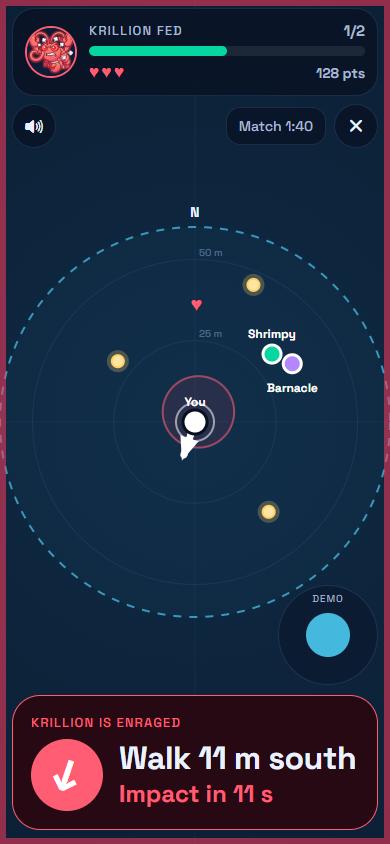 KRILLION FED 1/2
♥♥♥ 128 pts
Match 1:40
N
50 m
25 m
Shrimpy
Barnacle
You
DEMO
KRILLION IS ENRAGED
Walk 11 m south
Impact in 11 s